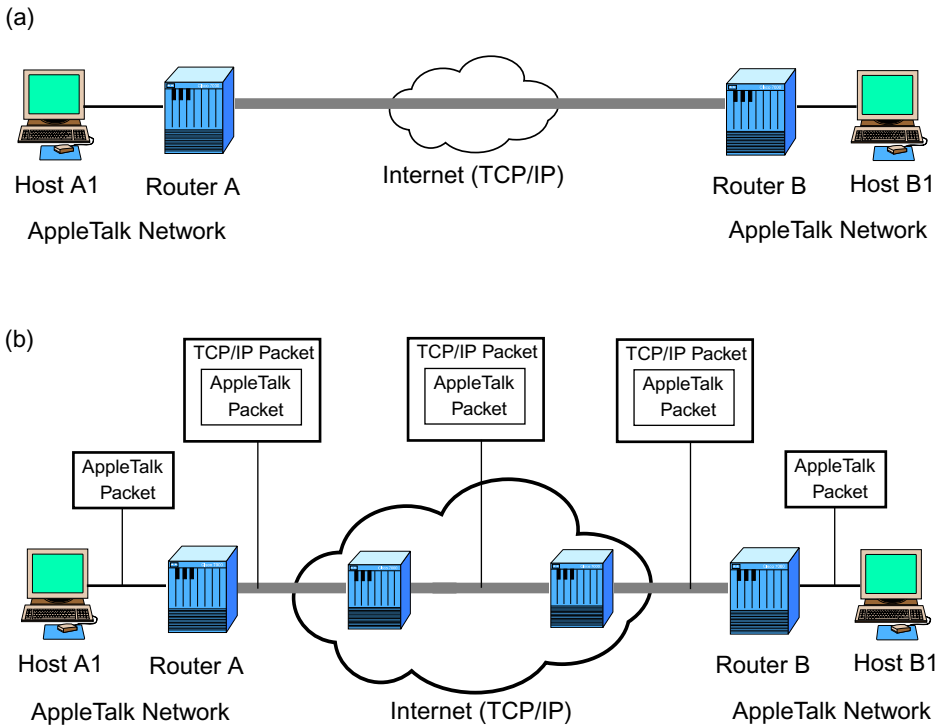 (a)
Host A1
Router A
Internet (TCP/IP)
Router B
Host B1
AppleTalk Network
AppleTalk Network
(b)
TCP/IP Packet
AppleTalk
Packet
TCP/IP Packet
AppleTalk
Packet
TCP/IP Packet
AppleTalk
Packet
AppleTalk
Packet
AppleTalk
Packet
Host A1
Router A
Router B
Host B1
AppleTalk Network
Internet (TCP/IP)
AppleTalk Network